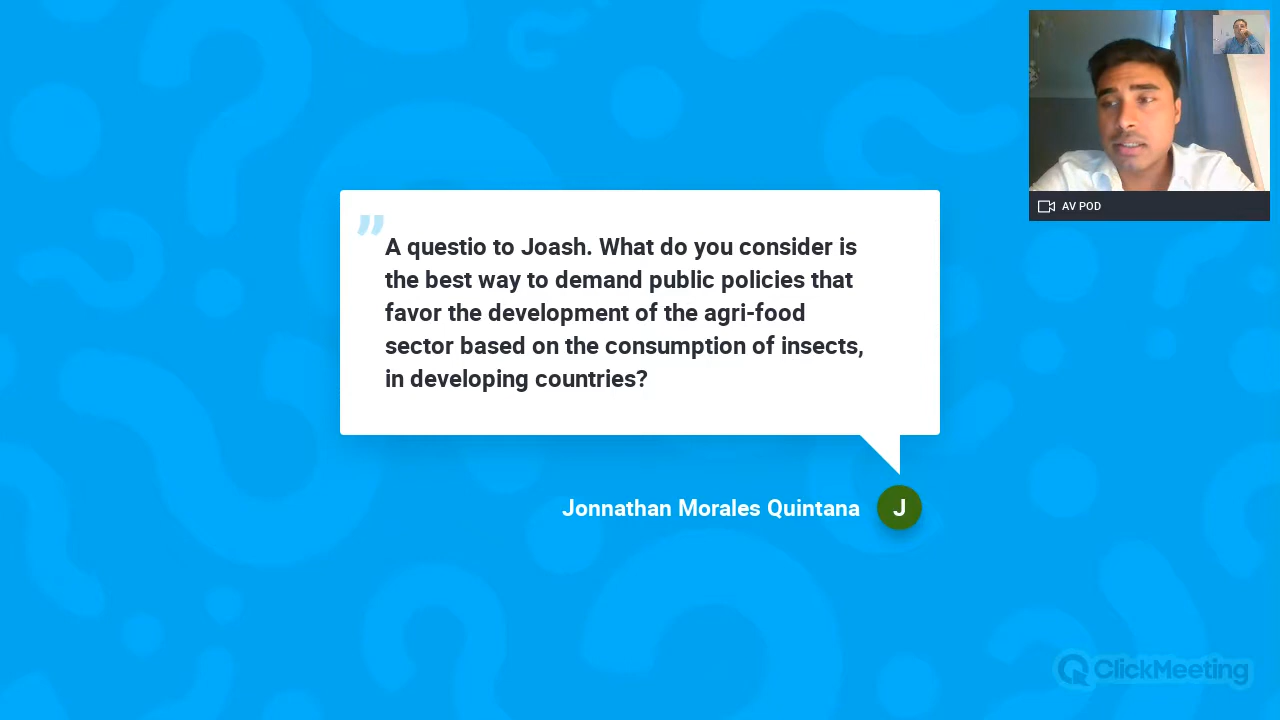 AV POD
A questio to Joash. What do you consider is
the best way to demand public policies that
favor the development of the agri-food
sector based on the consumption of insects,
in developing countries?
Jonnathan Morales Quintana
J
ClickMeeting